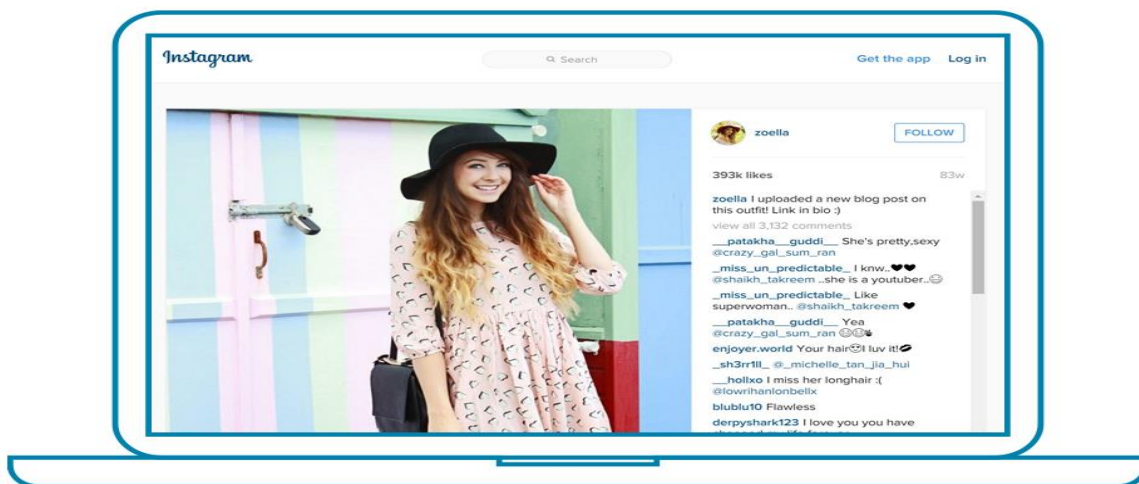 Instagram
Search
Get the app Log in
zoella FOLLOW
393k likes 83w
zoella I uploaded a new blog post on
this outfit! Link in bio :)
view all 3,132 comments
__patakha__guddi__ She's pretty,sexy
@crazy_gal_sum_ran
_miss_un_predictable_ I knw..🖤🖤
@shaikh_takreem ..she is a youtuber..
_miss_un_predictable_ Like
superwoman.. @shaikh_takreem 🖤
__patakha__guddi__ Yea
@crazy_gal_sum_ran
enjoyer.world Your hair I luv it!
_sh3rr1ll_ @_michelle_tan_jia_hui
__hollxo I miss her longhair :(
@lowrihanlonbellx
blublu10 Flawless
derpyshark123 I love you you have